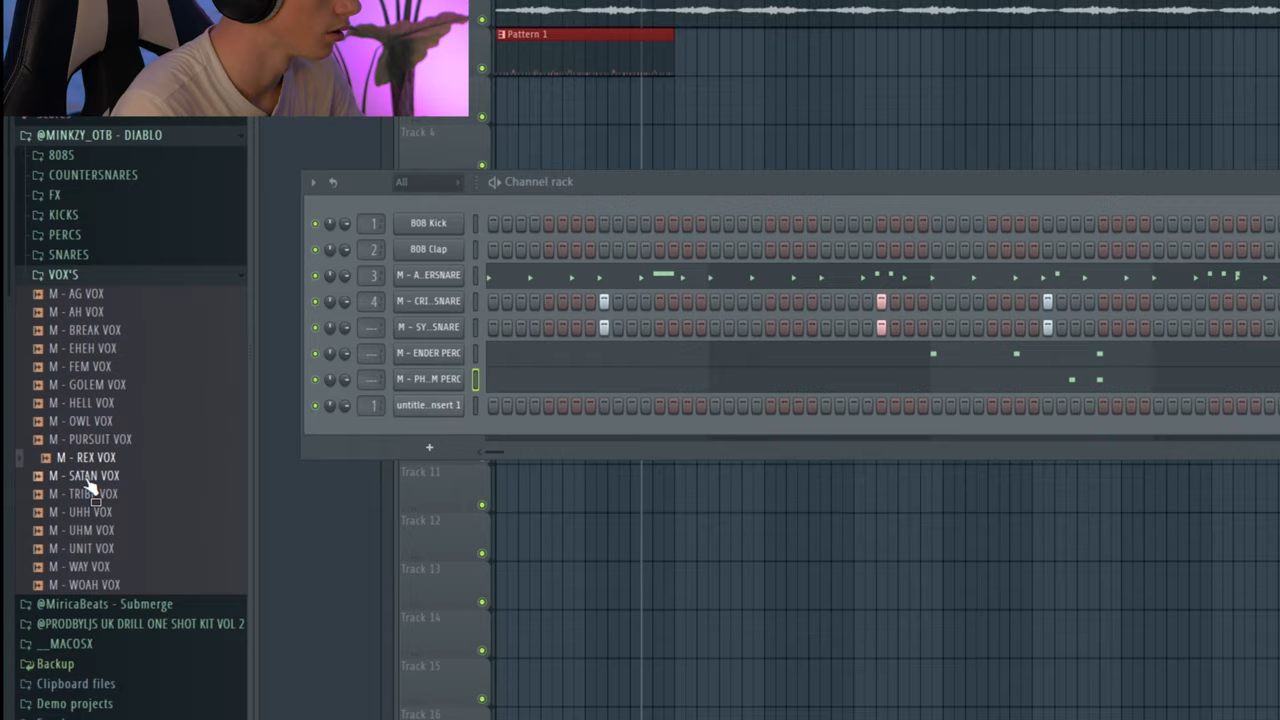 Pattern 1
@MINKZY_OTB - DIABLO
808S
COUNTERSNARES
FX
KICKS
PERCS
SNARES
VOX'S
M - AG VOX
M - AH VOX
M - BREAK VOX
M - EHEH VOX
M - FEM VOX
M - GOLEM VOX
M - HELL VOX
M - OWL VOX
M - PURSUIT VOX
M - REX VOX
M - SATAN VOX
M - VOX
M - UHH VOX
M - UHM VOX
M - UNIT VOX
M - WAY VOX
M - WOAH VOX
@MiricaBeats - Submerge
@PRODBYLJS UK DRILL ONE SHOT KIT VOL 2
__MACOSX
Backup
Clipboard files
Demo projects
Track 4
All
Channel rack
1 808 Kick
2 808 Clap
3 M - A..ERSNARE
4 M - CRI..SNARE
--- M - SY..SNARE
--- M - ENDER PERC
--- M - PH..M PERC
1 untitle..nsert 1
+
Track 11
Track 12
Track 13
Track 14
Track 15
Track 16